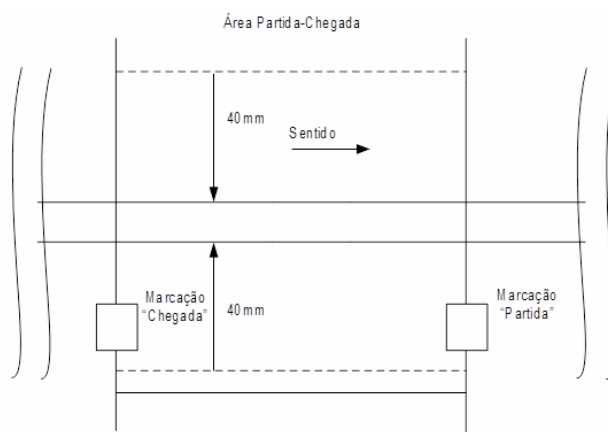 Área Partida-Chegada
40mm
Sentido
Marcação
“Chegada”
40mm
Marcação
“Partida”